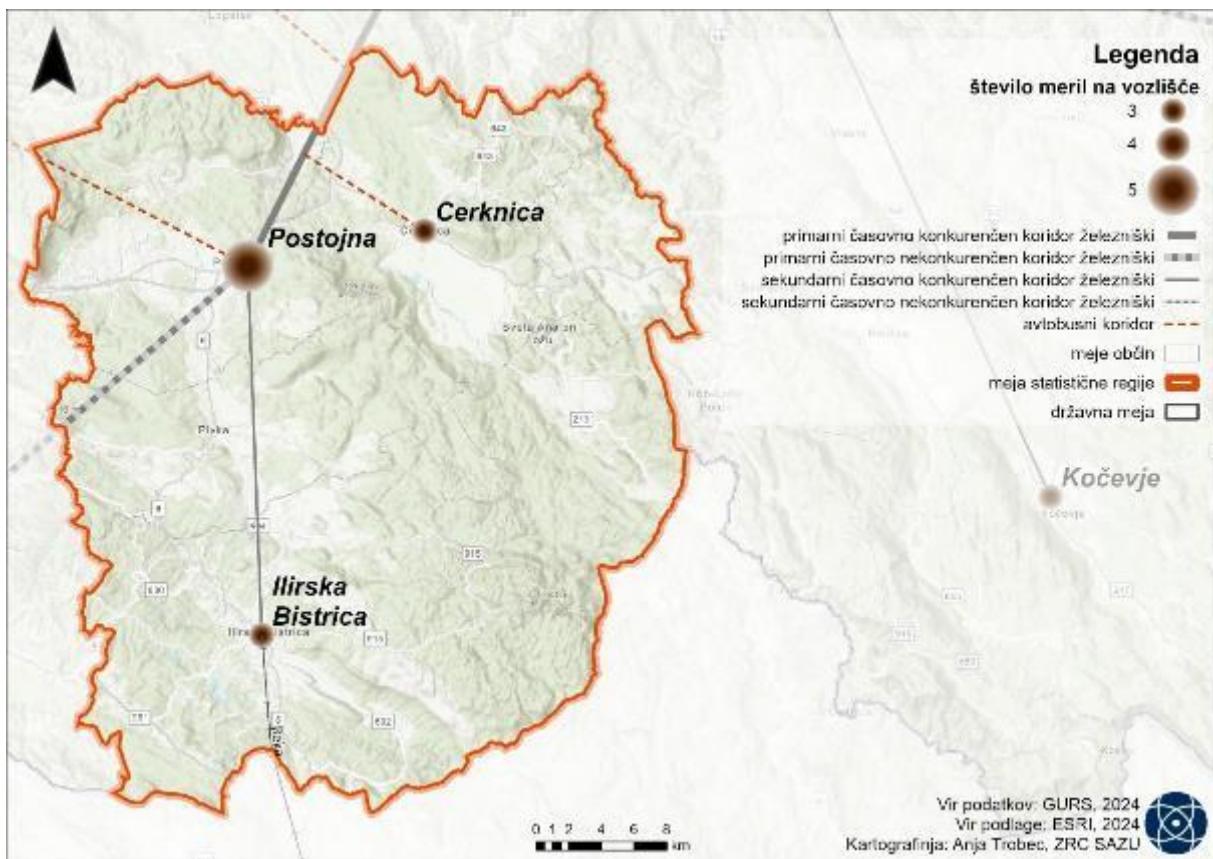 Legenda
število meril na vozlišče
3
4
5
primarni časovno konkurenčen koridor železniški
primarni časovno nekonkurenčen koridor železniški
sekundarni časovno konkurenčen koridor železniški
sekundarni časovno nekonkurenčen koridor železniški
avtobusni koridor
meje občin
meja statistične regije
državna meja
Cerknica
Postojna
Pivka
Kočevje
Ilirska
Bistrica
0 1 2 4 6 8
km
Vir podatkov: GURS, 2024
Vir podlage: ESRI, 2024
Kartografinja: Anja Trobec, ZRC SAZU